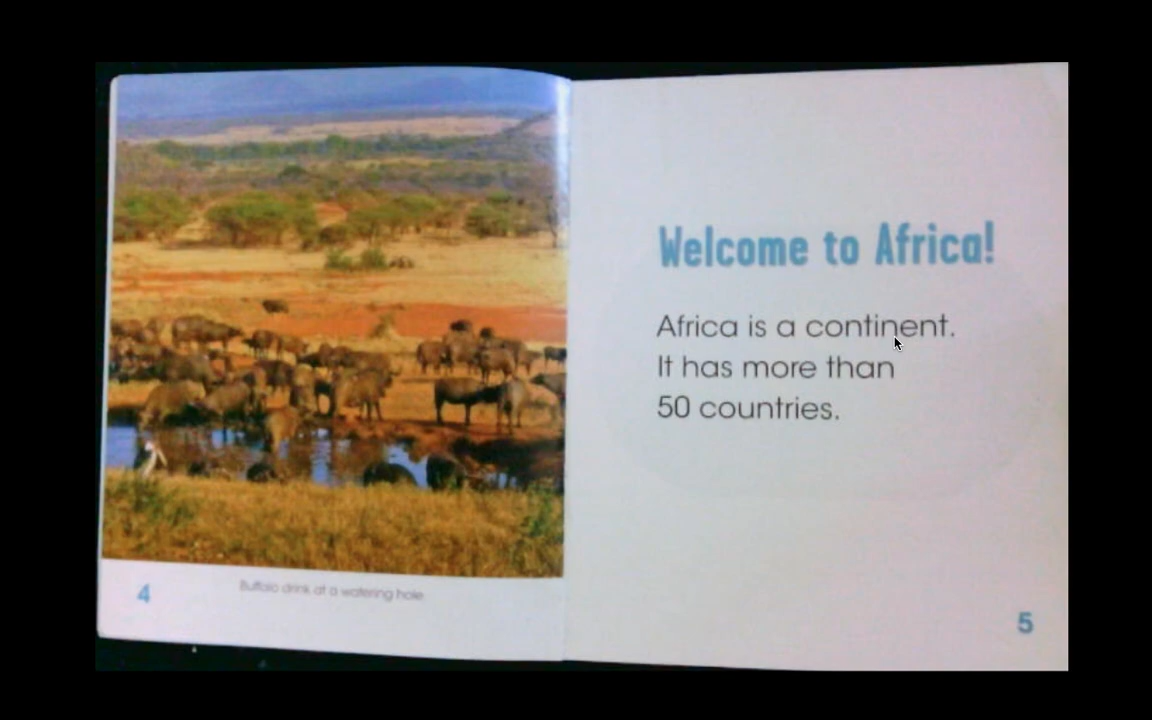 Buffalo drink at a watering hole.
4
Welcome to Africa!
Africa is a continent.
It has more than
50 countries.
5